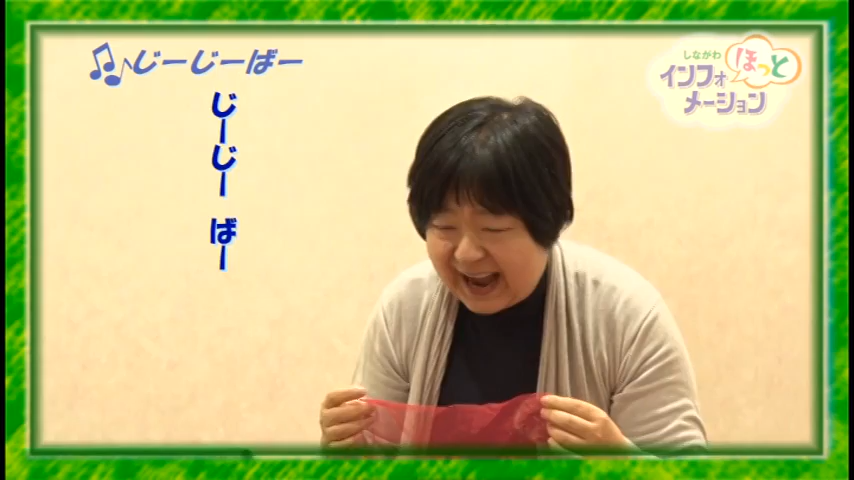 ♪じーじーばー
じーじー ばー
しながわ
ほっと
インフォ
メーション